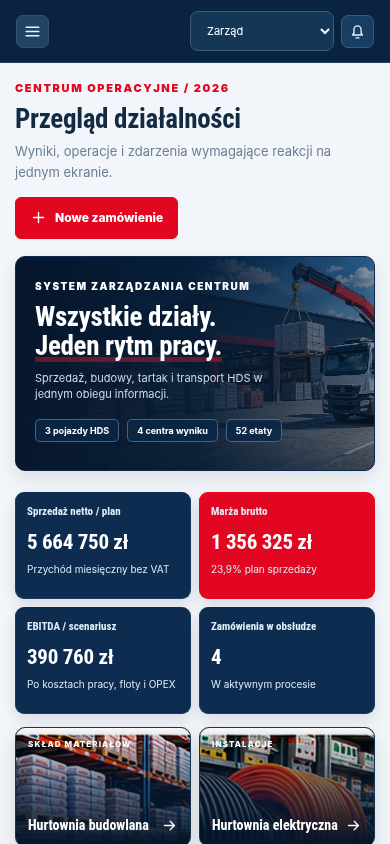 Zarząd
CENTRUM OPERACYJNE / 2026
Przegląd działalności
Wyniki, operacje i zdarzenia wymagające reakcji na
jednym ekranie.
Nowe zamówienie
SYSTEM ZARZĄDZANIA CENTRUM
Wszystkie działy.
Jeden rytm pracy.
Sprzedaż, budowy, tartak i transport HDS w
jednym obiegu informacji.
3 pojazdy HDS
4 centra wyniku
52 etaty
Sprzedaż netto / plan
5 664 750 zł
Przychód miesięczny bez VAT
Marża brutto
1 356 325 zł
23,9% plan sprzedaży
EBITDA / scenariusz
390 760 zł
Po kosztach pracy, floty i OPEX
Zamówienia w obsłudze
4
W aktywnym procesie
SKŁAD MATERIAŁÓW
Hurtownia budowlana
INSTALACJE
Hurtownia elektryczna